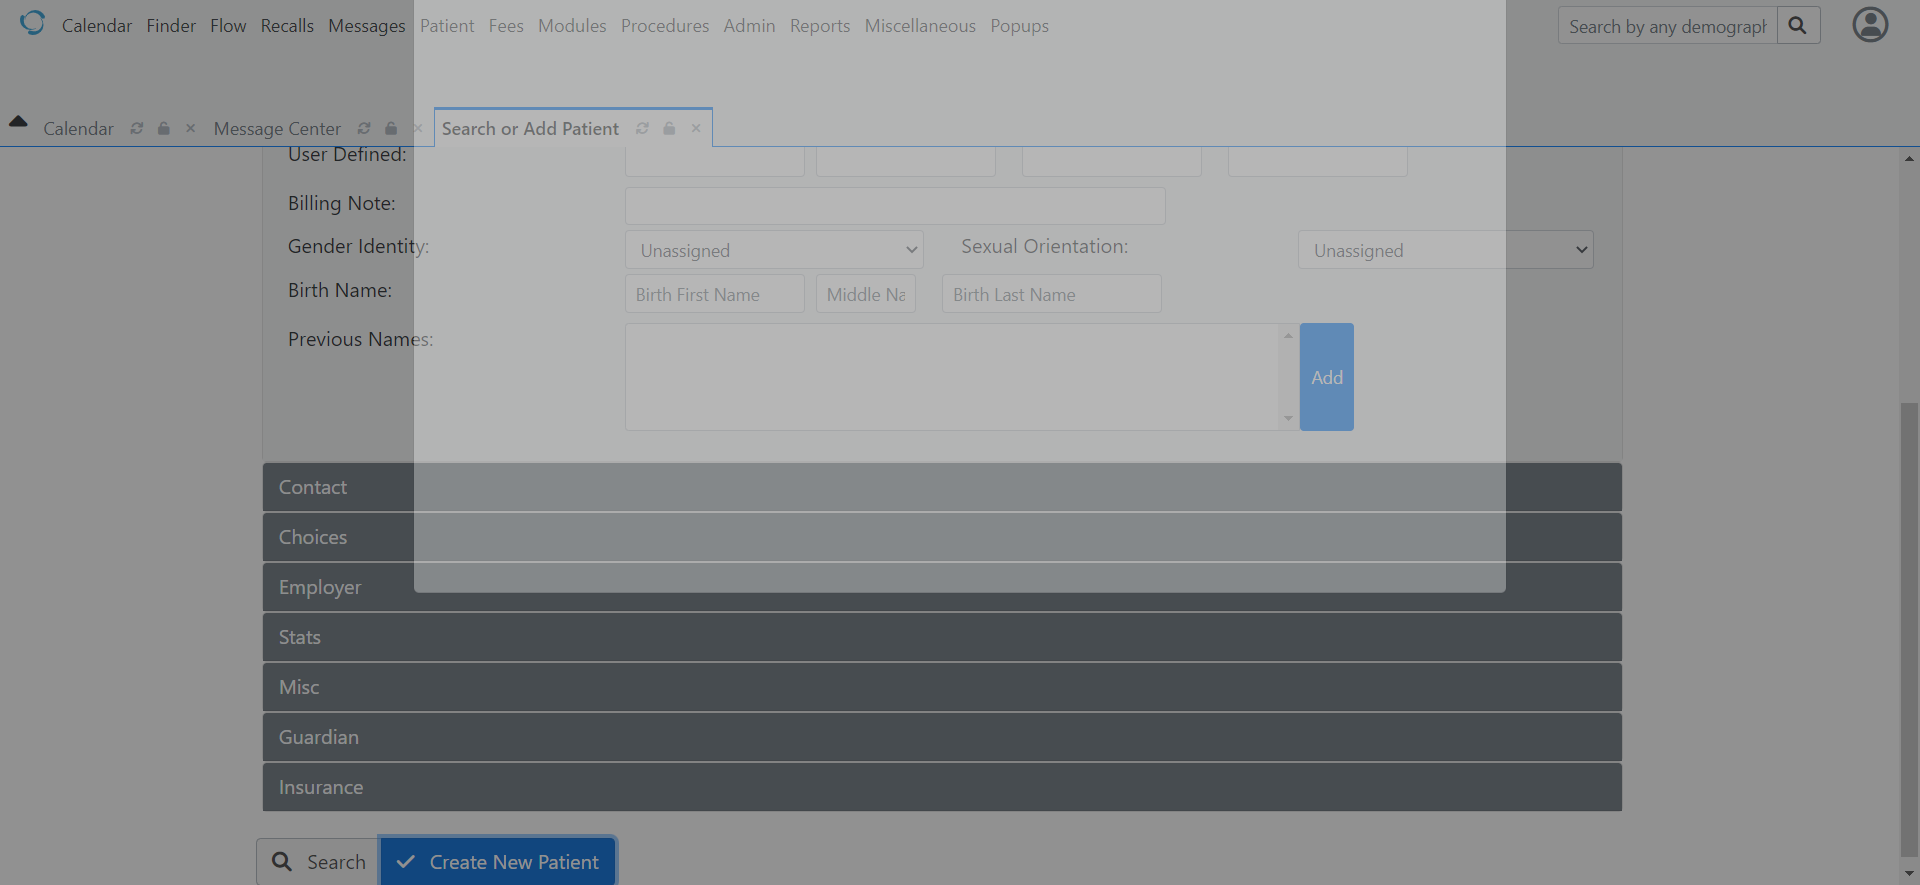 Calendar Finder Flow Recalls Messages Patient Fees Modules Procedures Admin Reports Miscellaneous Popups Search by any demograph
Calendar Message Center Search or Add Patient
User Defined:
Billing Note:
Gender Identity: Unassigned Sexual Orientation: Unassigned
Birth Name: Birth First Name Middle Na Birth Last Name
Previous Names:
Add
Contact
Choices
Employer
Stats
Misc
Guardian
Insurance
Search Create New Patient